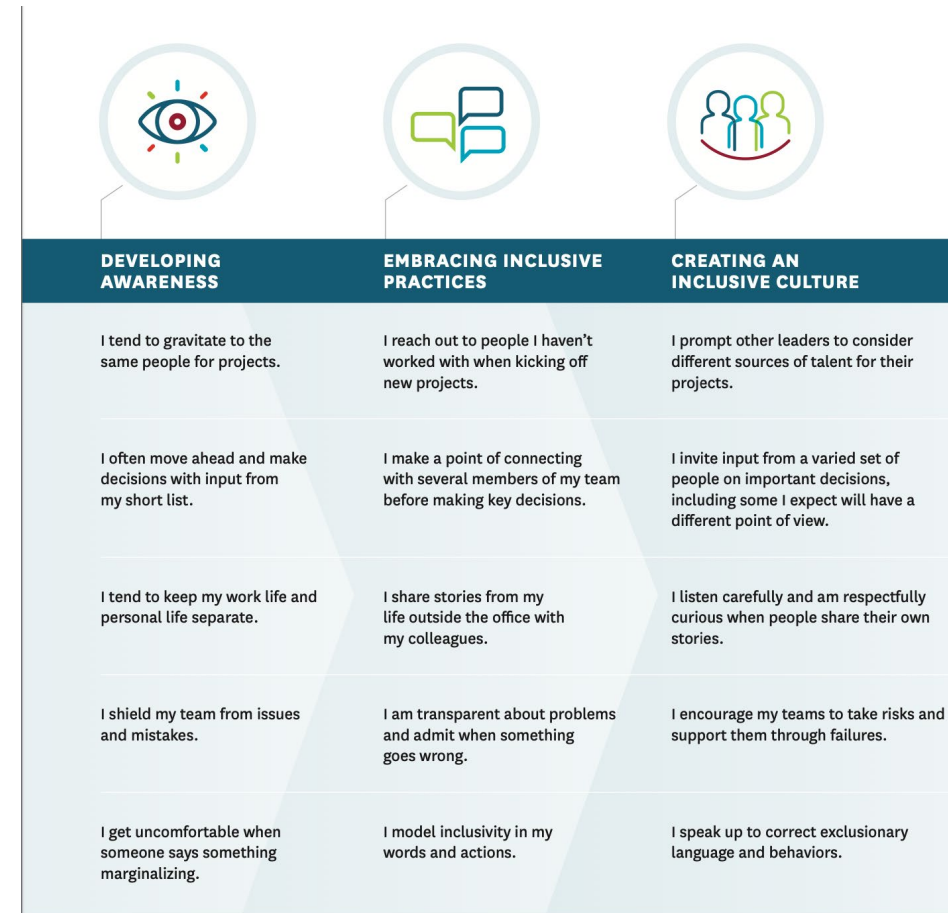 DEVELOPING
AWARENESS
EMBRACING INCLUSIVE
PRACTICES
CREATING AN
INCLUSIVE CULTURE
I tend to gravitate to the
same people for projects.
I reach out to people I haven’t
worked with when kicking off
new projects.
I prompt other leaders to consider
different sources of talent for their
projects.
I often move ahead and make
decisions with input from
my short list.
I make a point of connecting
with several members of my team
before making key decisions.
I invite input from a varied set of
people on important decisions,
including some I expect will have a
different point of view.
I tend to keep my work life and
personal life separate.
I share stories from my
life outside the office with
my colleagues.
I listen carefully and am respectfully
curious when people share their own
stories.
I shield my team from issues
and mistakes.
I am transparent about problems
and admit when something
goes wrong.
I encourage my teams to take risks and
support them through failures.
I get uncomfortable when
someone says something
marginalizing.
I model inclusivity in my
words and actions.
I speak up to correct exclusionary
language and behaviors.